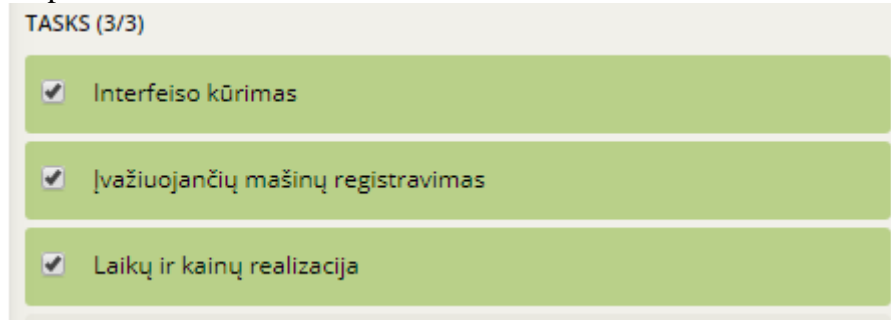 TASKS (3/3)
Interfeiso kūrimas
Įvažiuojančių mašinų registravimas
Laikų ir kainų realizacija